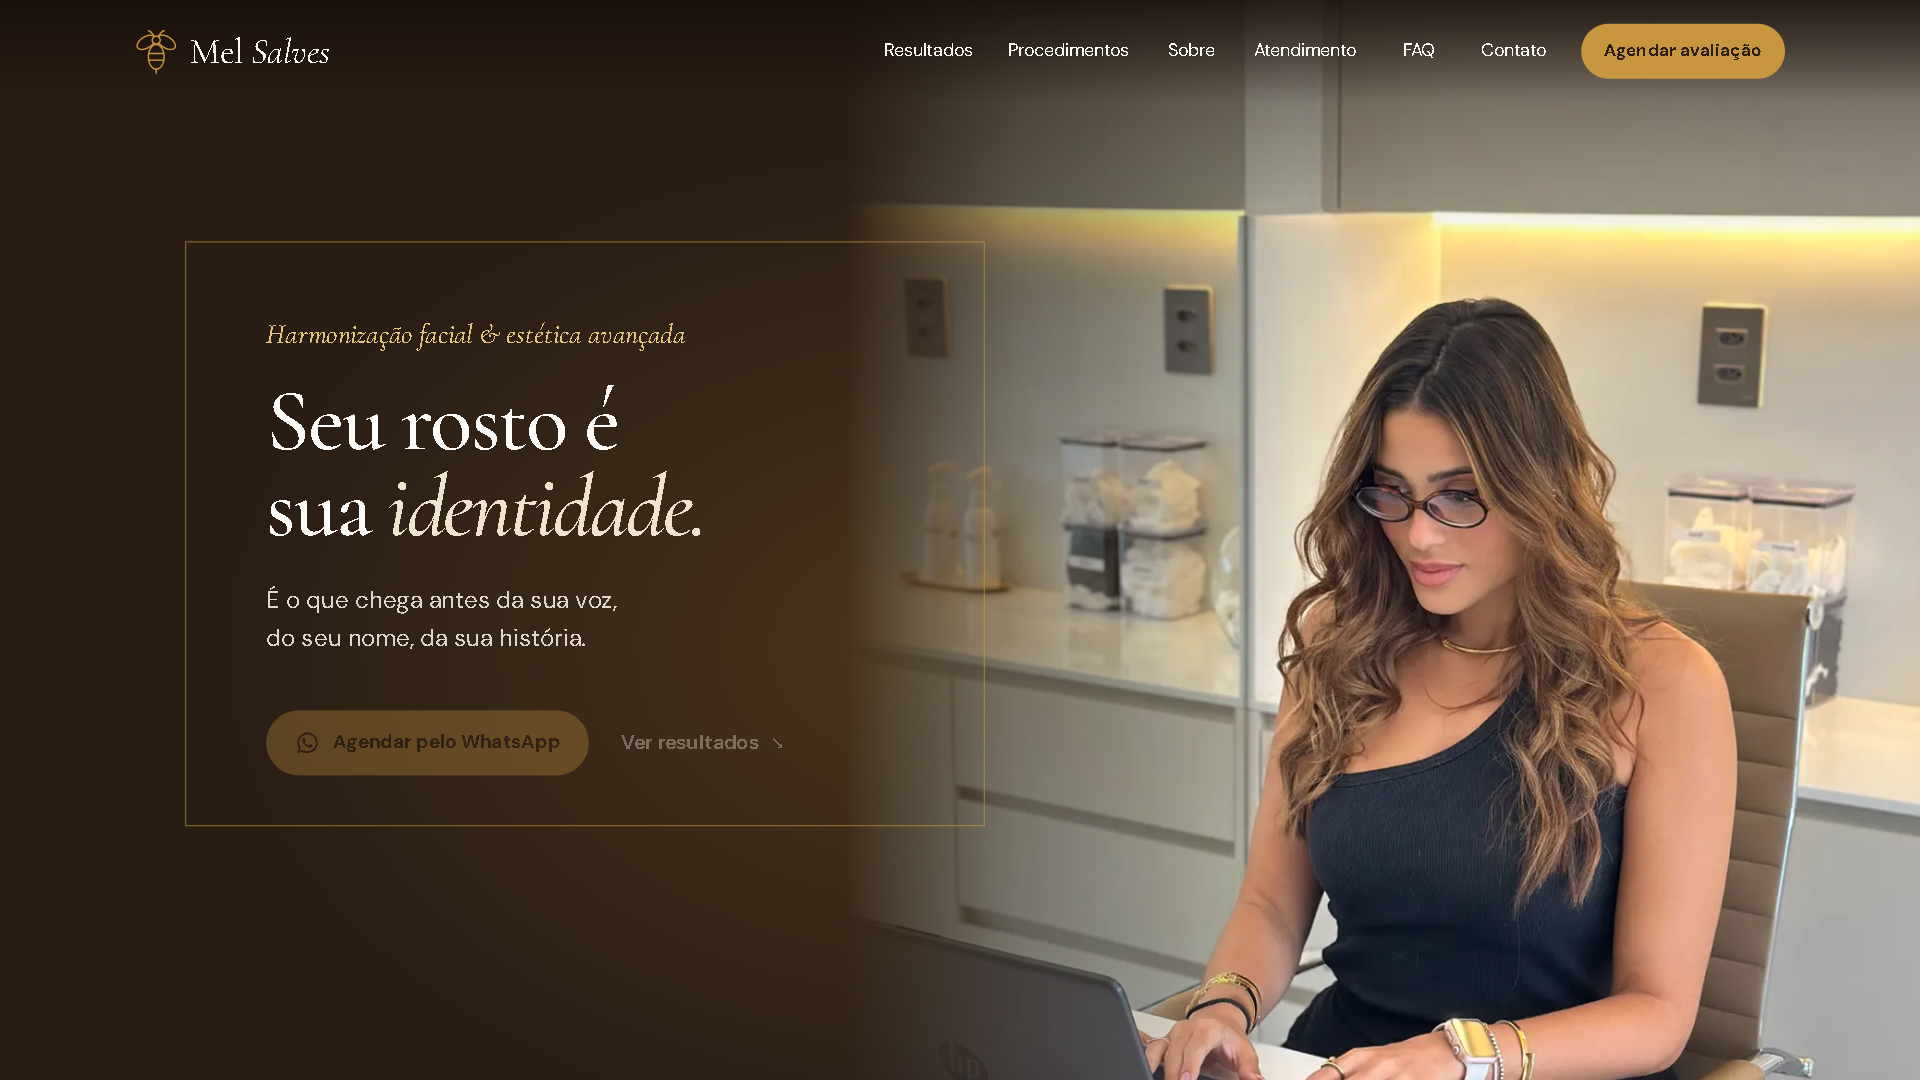 Mel Salves
Resultados
Procedimentos
Sobre
Atendimento
FAQ
Contato
Agendar avaliação
Harmonização facial & estética avançada
Seu rosto é
sua identidade.
É o que chega antes da sua voz,
do seu nome, da sua história.
Agendar pelo WhatsApp
Ver resultados ↘
hp